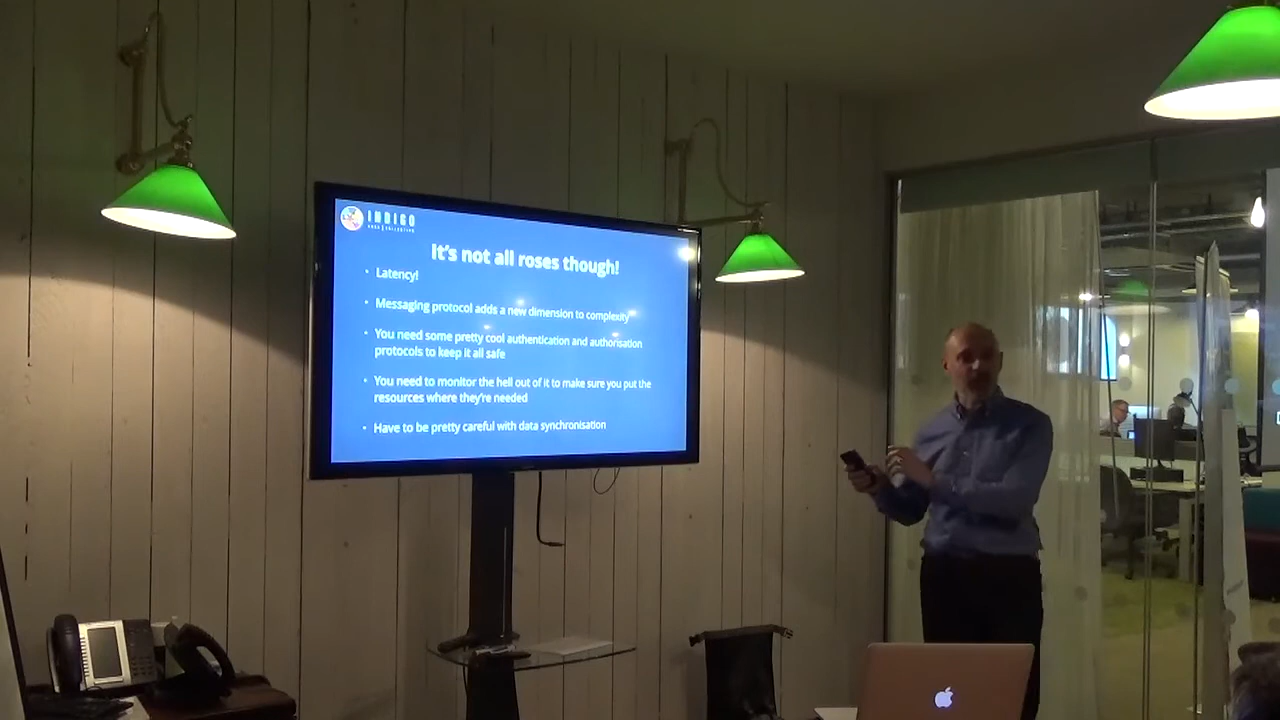 INDIGO
It's not all roses though!
• Latency!
• Messaging protocol adds a new dimension to complexity
• You need some pretty cool authentication and authorisation
protocols to keep it all safe
• You need to monitor the hell out of it to make sure you put the
resources where they're needed
• Have to be pretty careful with data synchronisation